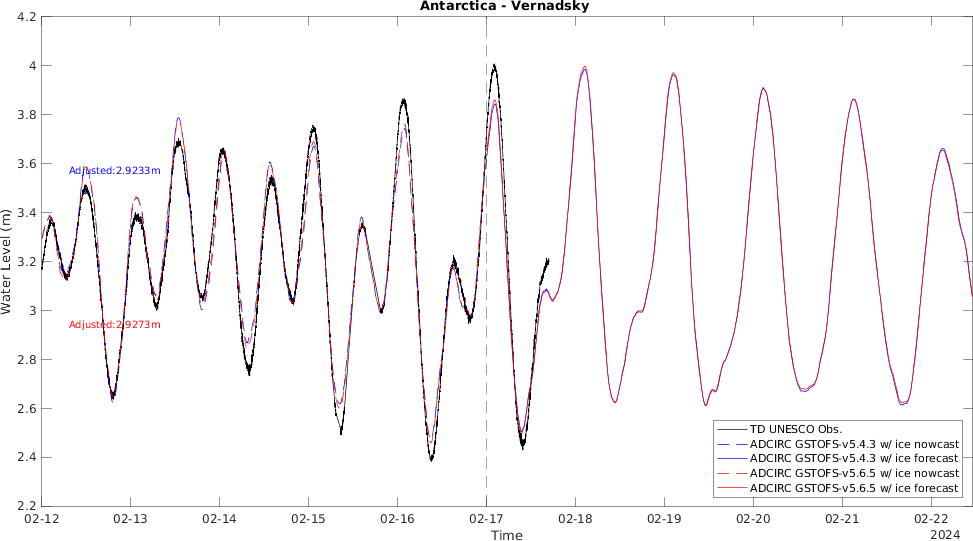 Antarctica - Vernadsky
4.2
4
3.8
3.6
3.4
3.2
3
2.8
2.6
2.4
2.2
Water Level (m)
Adjusted:2.9233m
Adjusted:2.9273m
TD UNESCO Obs.
ADCIRC GSTOFS-v5.4.3 w/ ice nowcast
ADCIRC GSTOFS-v5.4.3 w/ ice forecast
ADCIRC GSTOFS-v5.6.5 w/ ice nowcast
ADCIRC GSTOFS-v5.6.5 w/ ice forecast
02-12 02-13 02-14 02-15 02-16 02-17 02-18 02-19 02-20 02-21 02-22
Time
2024